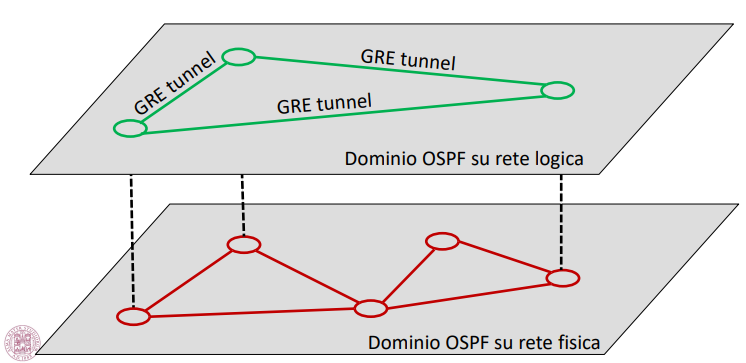 GRE tunnel
GRE tunnel
GRE tunnel
Dominio OSPF su rete logica
Dominio OSPF su rete fisica